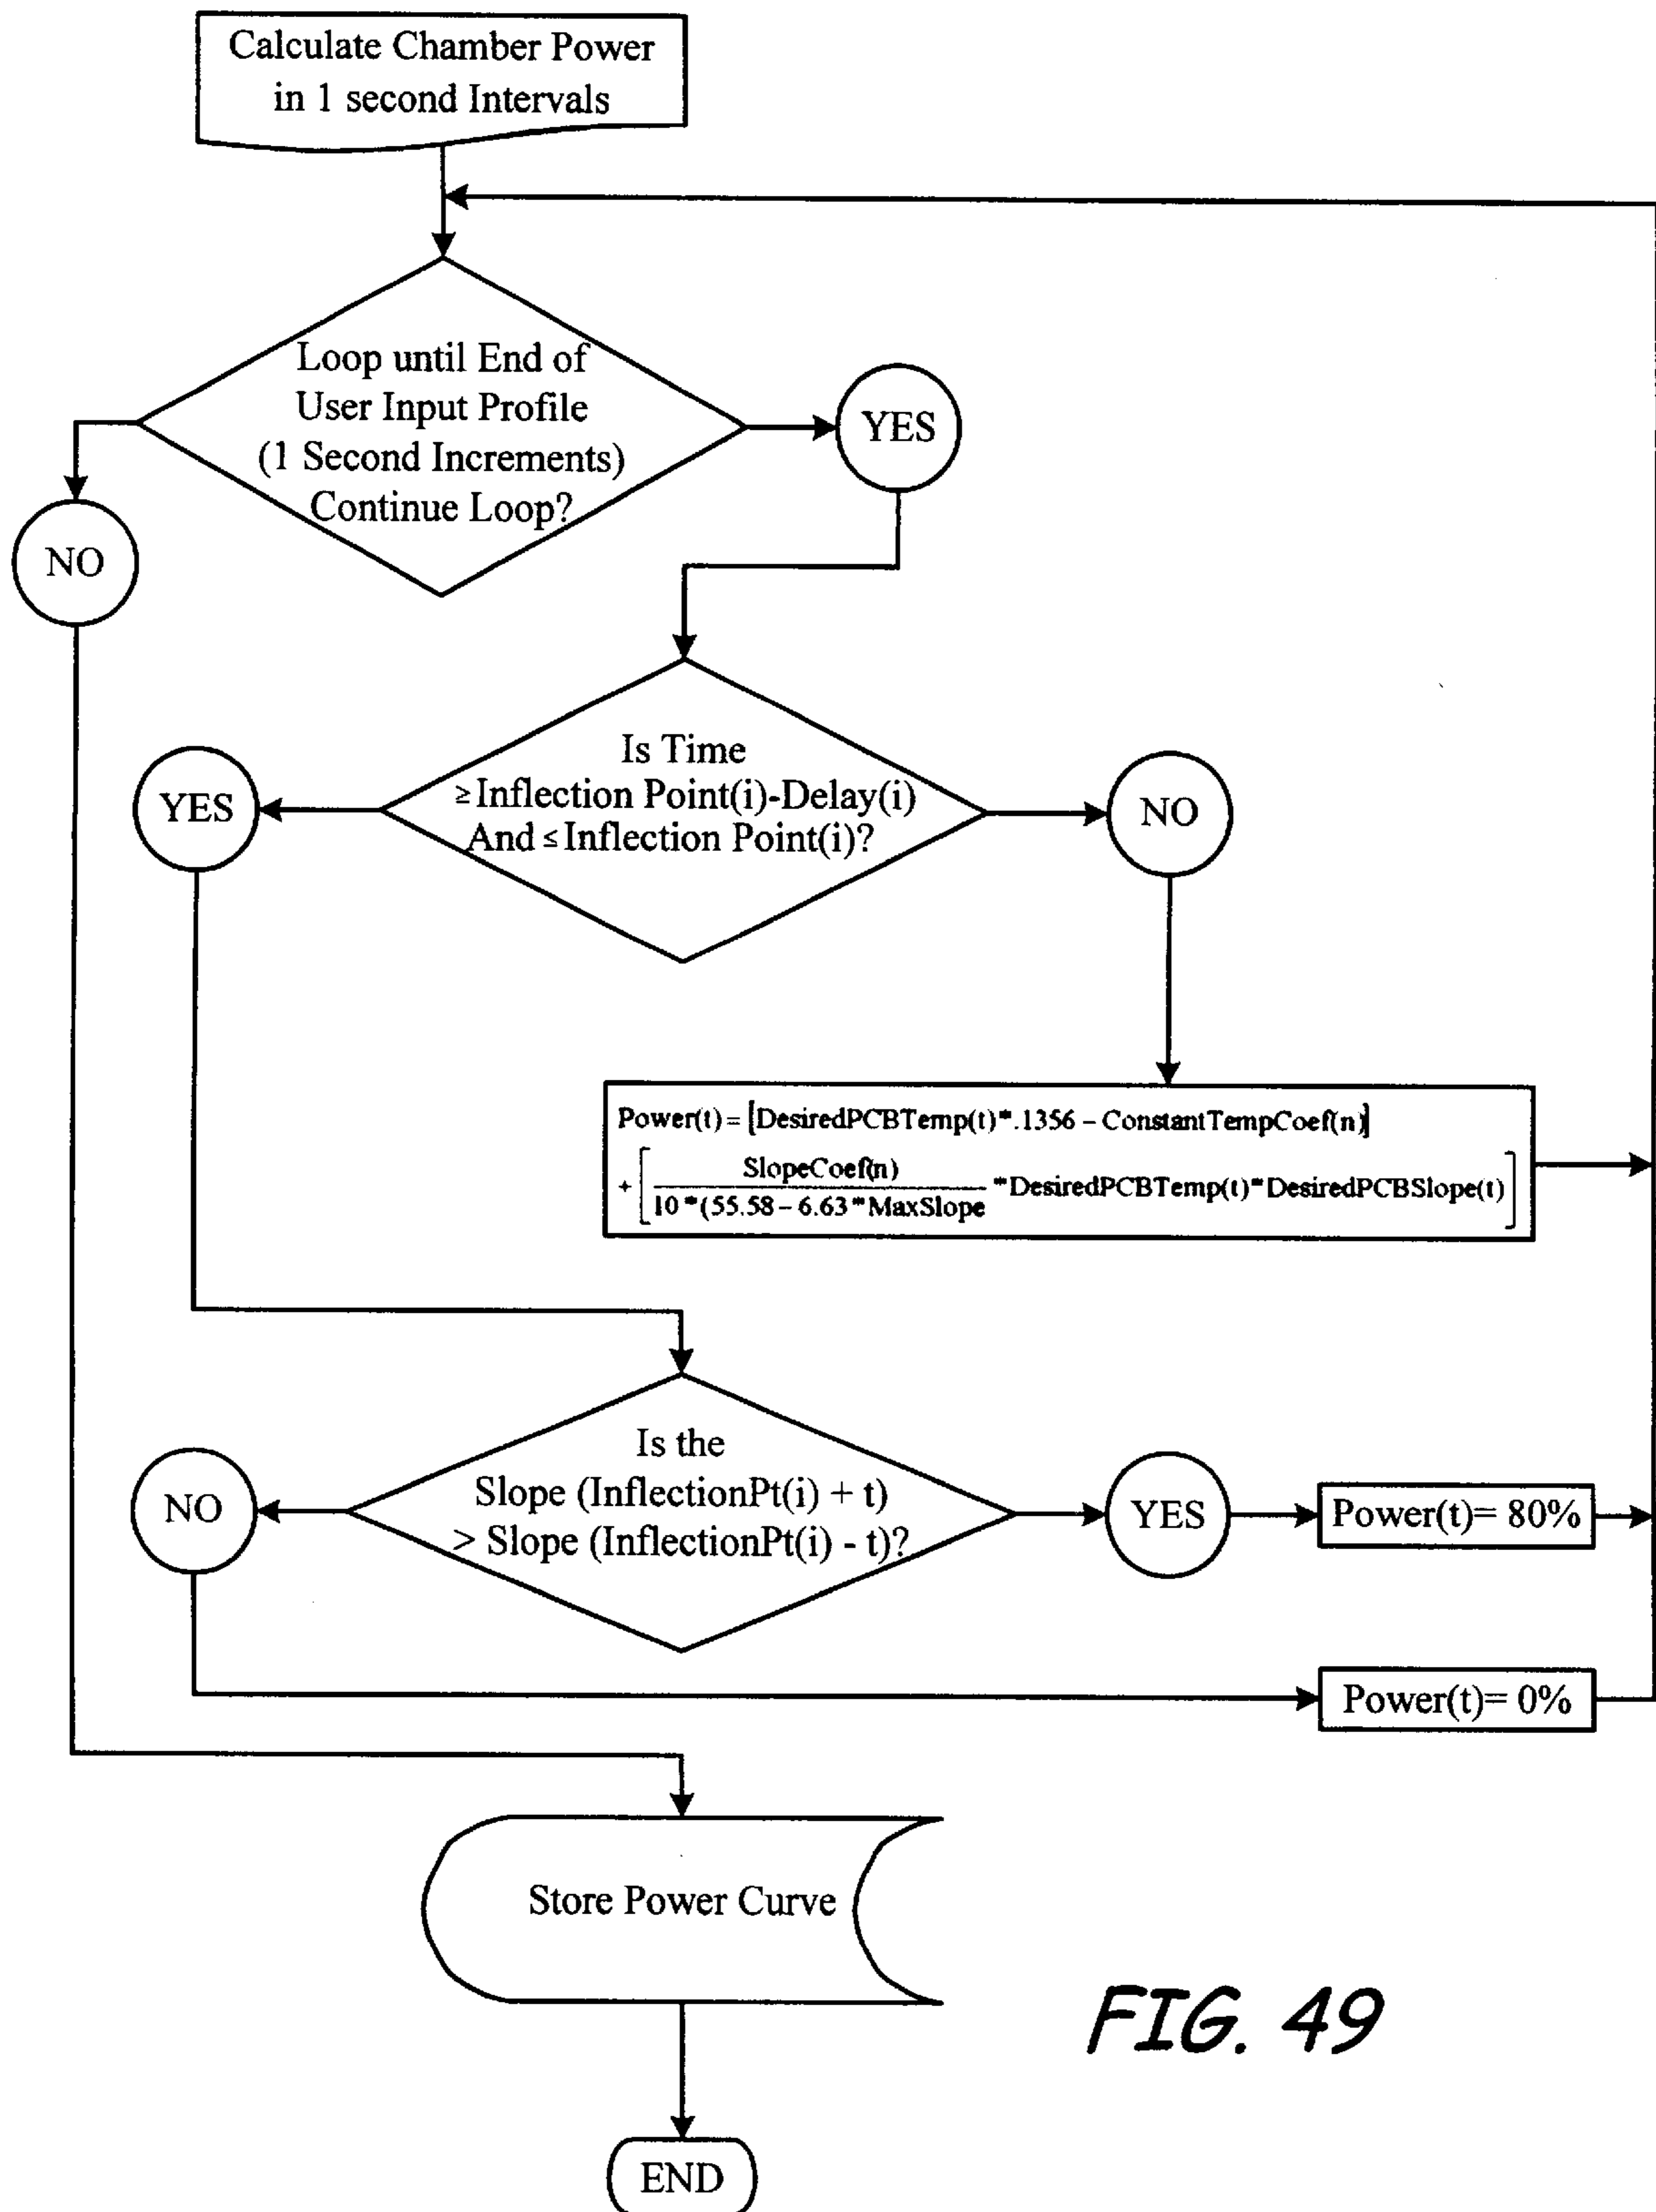 Calculate Chamber Power
in 1 second Intervals
Loop until End of
User Input Profile
(1 Second Increments)
Continue Loop?
YES
NO
Is Time
≥Inflection Point(i)-Delay(i)
And ≤Inflection Point(i)?
YES
NO
Power(t) = [DesiredPCBTemp(t)*.1356 - ConstantTempCoef(n)]
+ [ SlopeCoef(n)
10*(55.58 - 6.63*MaxSlope *DesiredPCBTemp(t)*DesiredPCBSlope(t) ]
Is the
Slope (InflectionPt(i) + t)
> Slope (InflectionPt(i) - t)?
NO
YES
Power(t)= 80%
Power(t)= 0%
Store Power Curve
FIG. 49
END